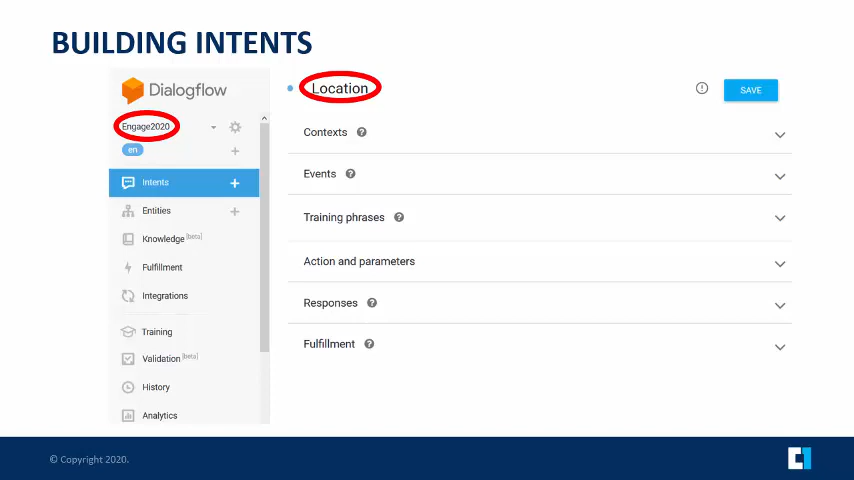 BUILDING INTENTS
Dialogflow
Engage2020
en
Intents
Entities
Knowledge [beta]
Fulfillment
Integrations
Training
Validation [beta]
History
Analytics
Location
SAVE
Contexts
Events
Training phrases
Action and parameters
Responses
Fulfillment
© Copyright 2020.